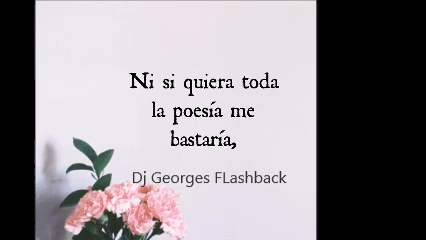 Ni si quiera toda
la poesía me
bastaría,
Dj Georges FLashback